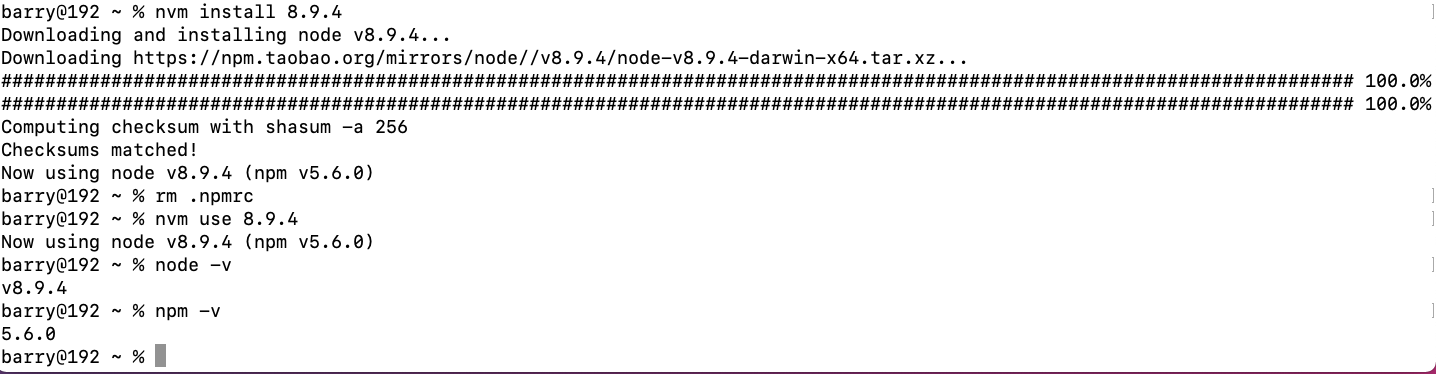 barry@192 ~ % nvm install 8.9.4
Downloading and installing node v8.9.4...
Downloading https://npm.taobao.org/mirrors/node//v8.9.4/node-v8.9.4-darwin-x64.tar.xz...
######################################################################################################################### 100.0%
######################################################################################################################### 100.0%
Computing checksum with shasum -a 256
Checksums matched!
Now using node v8.9.4 (npm v5.6.0)
barry@192 ~ % rm .npmrc
barry@192 ~ % nvm use 8.9.4
Now using node v8.9.4 (npm v5.6.0)
barry@192 ~ % node -v
v8.9.4
barry@192 ~ % npm -v
5.6.0
barry@192 ~ %